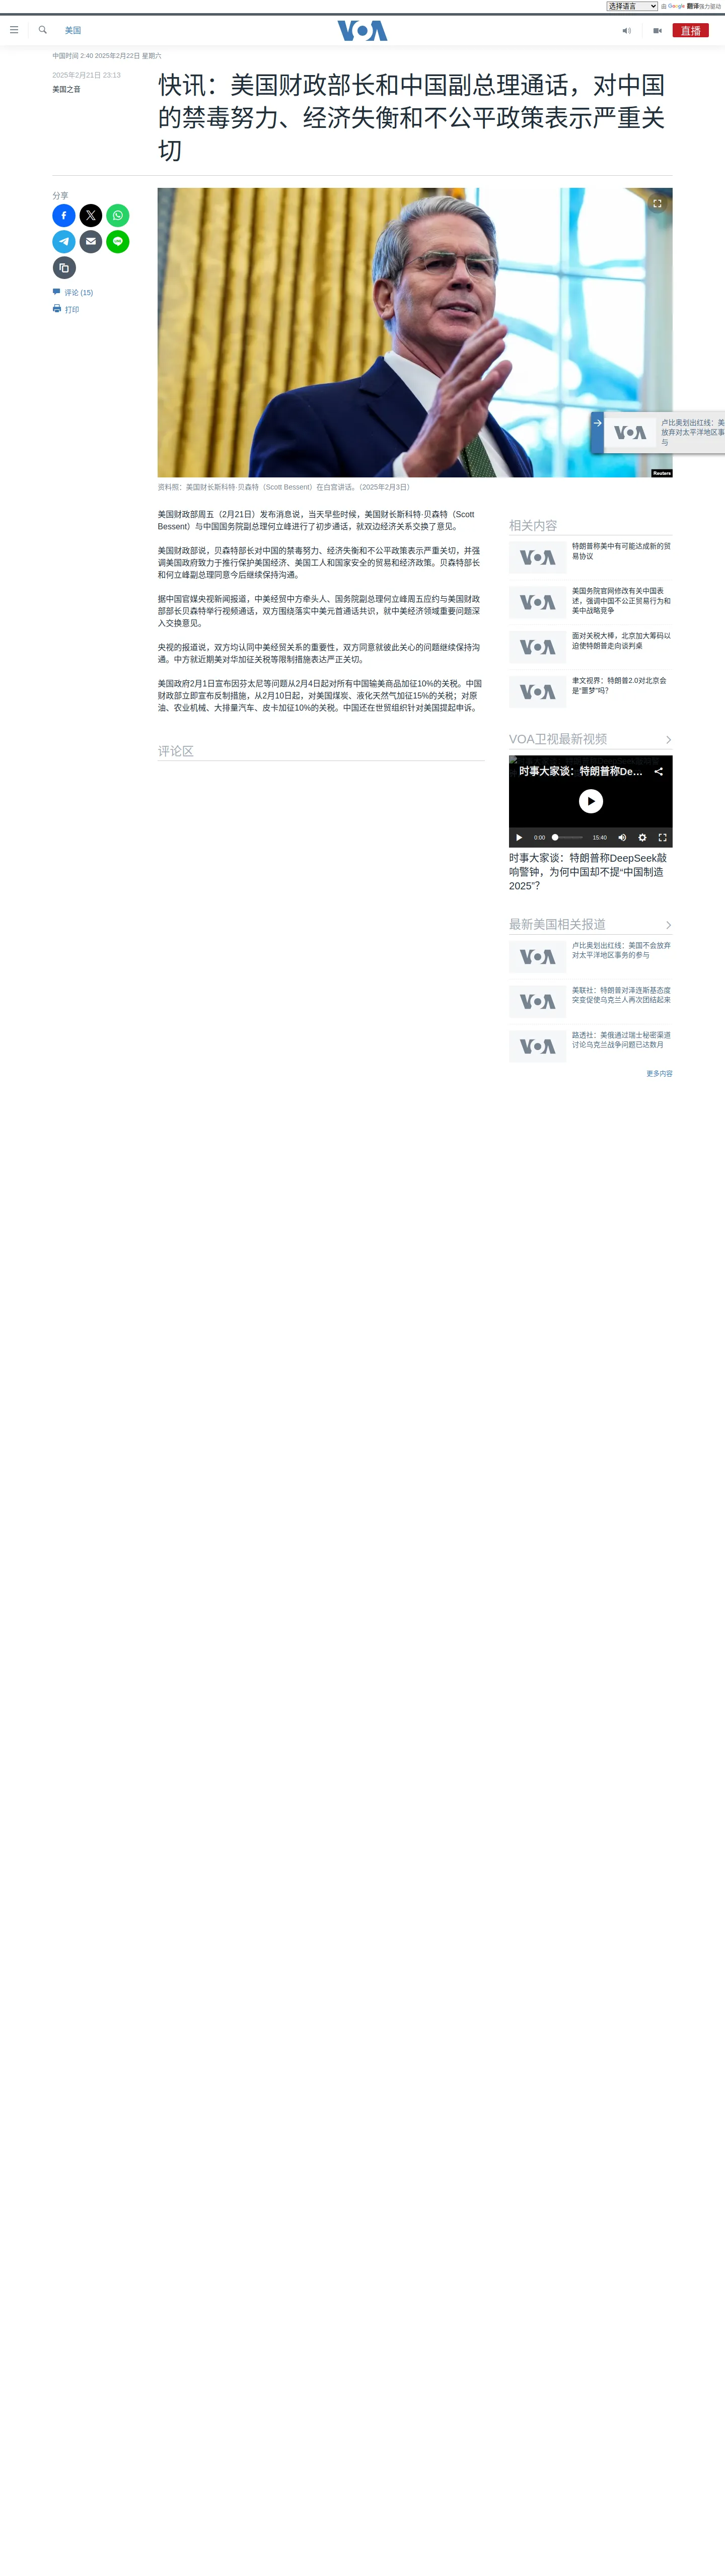 选择语言
由 Google 翻译强力驱动
美国
VOA
直播
中国时间 2:40 2025年2月22日 星期六
2025年2月21日 23:13
美国之音
快讯：美国财政部长和中国副总理通话，对中国
的禁毒努力、经济失衡和不公平政策表示严重关
切
分享
评论 (15)
打印
Reuters
资料照：美国财长斯科特·贝森特（Scott Bessent）在白宫讲话。（2025年2月3日）
VOA
卢比奥划出红线：美
放弃对太平洋地区事
与
美国财政部周五（2月21日）发布消息说，当天早些时候，美国财长斯科特·贝森特（Scott
Bessent）与中国国务院副总理何立峰进行了初步通话，就双边经济关系交换了意见。
美国财政部说，贝森特部长对中国的禁毒努力、经济失衡和不公平政策表示严重关切，并强
调美国政府致力于推行保护美国经济、美国工人和国家安全的贸易和经济政策。贝森特部长
和何立峰副总理同意今后继续保持沟通。
据中国官媒央视新闻报道，中美经贸中方牵头人、国务院副总理何立峰周五应约与美国财政
部部长贝森特举行视频通话，双方围绕落实中美元首通话共识，就中美经济领域重要问题深
入交换意见。
央视的报道说，双方均认同中美经贸关系的重要性，双方同意就彼此关心的问题继续保持沟
通。中方就近期美对华加征关税等限制措施表达严正关切。
美国政府2月1日宣布因芬太尼等问题从2月4日起对所有中国输美商品加征10%的关税。中国
财政部立即宣布反制措施，从2月10日起，对美国煤炭、液化天然气加征15%的关税；对原
油、农业机械、大排量汽车、皮卡加征10%的关税。中国还在世贸组织针对美国提起申诉。
评论区
相关内容
VOA
特朗普称美中有可能达成新的贸
易协议
VOA
美国务院官网修改有关中国表
述，强调中国不公正贸易行为和
美中战略竞争
VOA
面对关税大棒，北京加大筹码以
迫使特朗普走向谈判桌
VOA
聿文视界：特朗普2.0对北京会
是“噩梦”吗？
VOA卫视最新视频
时事大家谈：特朗普称De...
0:00
15:40
时事大家谈：特朗普称DeepSeek敲
响警钟，为何中国却不提“中国制造
2025”？
最新美国相关报道
VOA
卢比奥划出红线：美国不会放弃
对太平洋地区事务的参与
VOA
美联社：特朗普对泽连斯基态度
突变促使乌克兰人再次团结起来
VOA
路透社：美俄通过瑞士秘密渠道
讨论乌克兰战争问题已达数月
更多内容